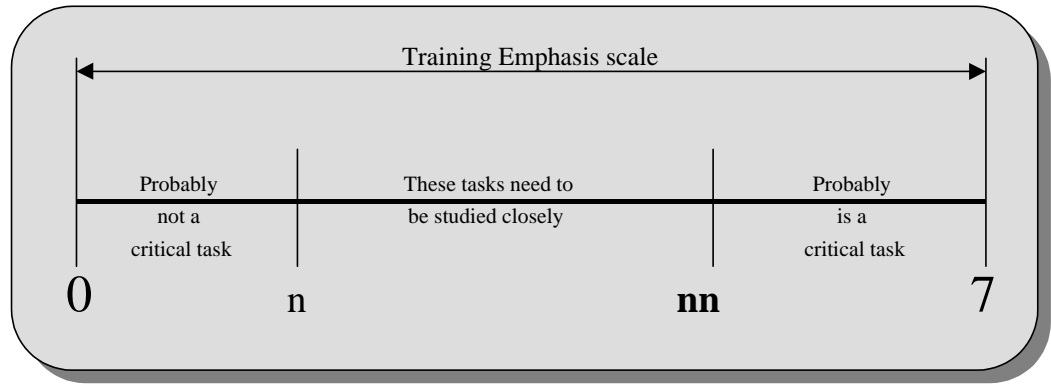 Training Emphasis scale
Probably These tasks need to Probably
not a be studied closely is a
critical task critical task
0 n nn 7